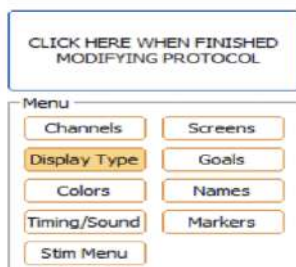 CLICK HERE WHEN FINISHED
MODIFYING PROTOCOL
Menu
Channels Screens
Display Type Goals
Colors Names
Timing/Sound Markers
Stim Menu